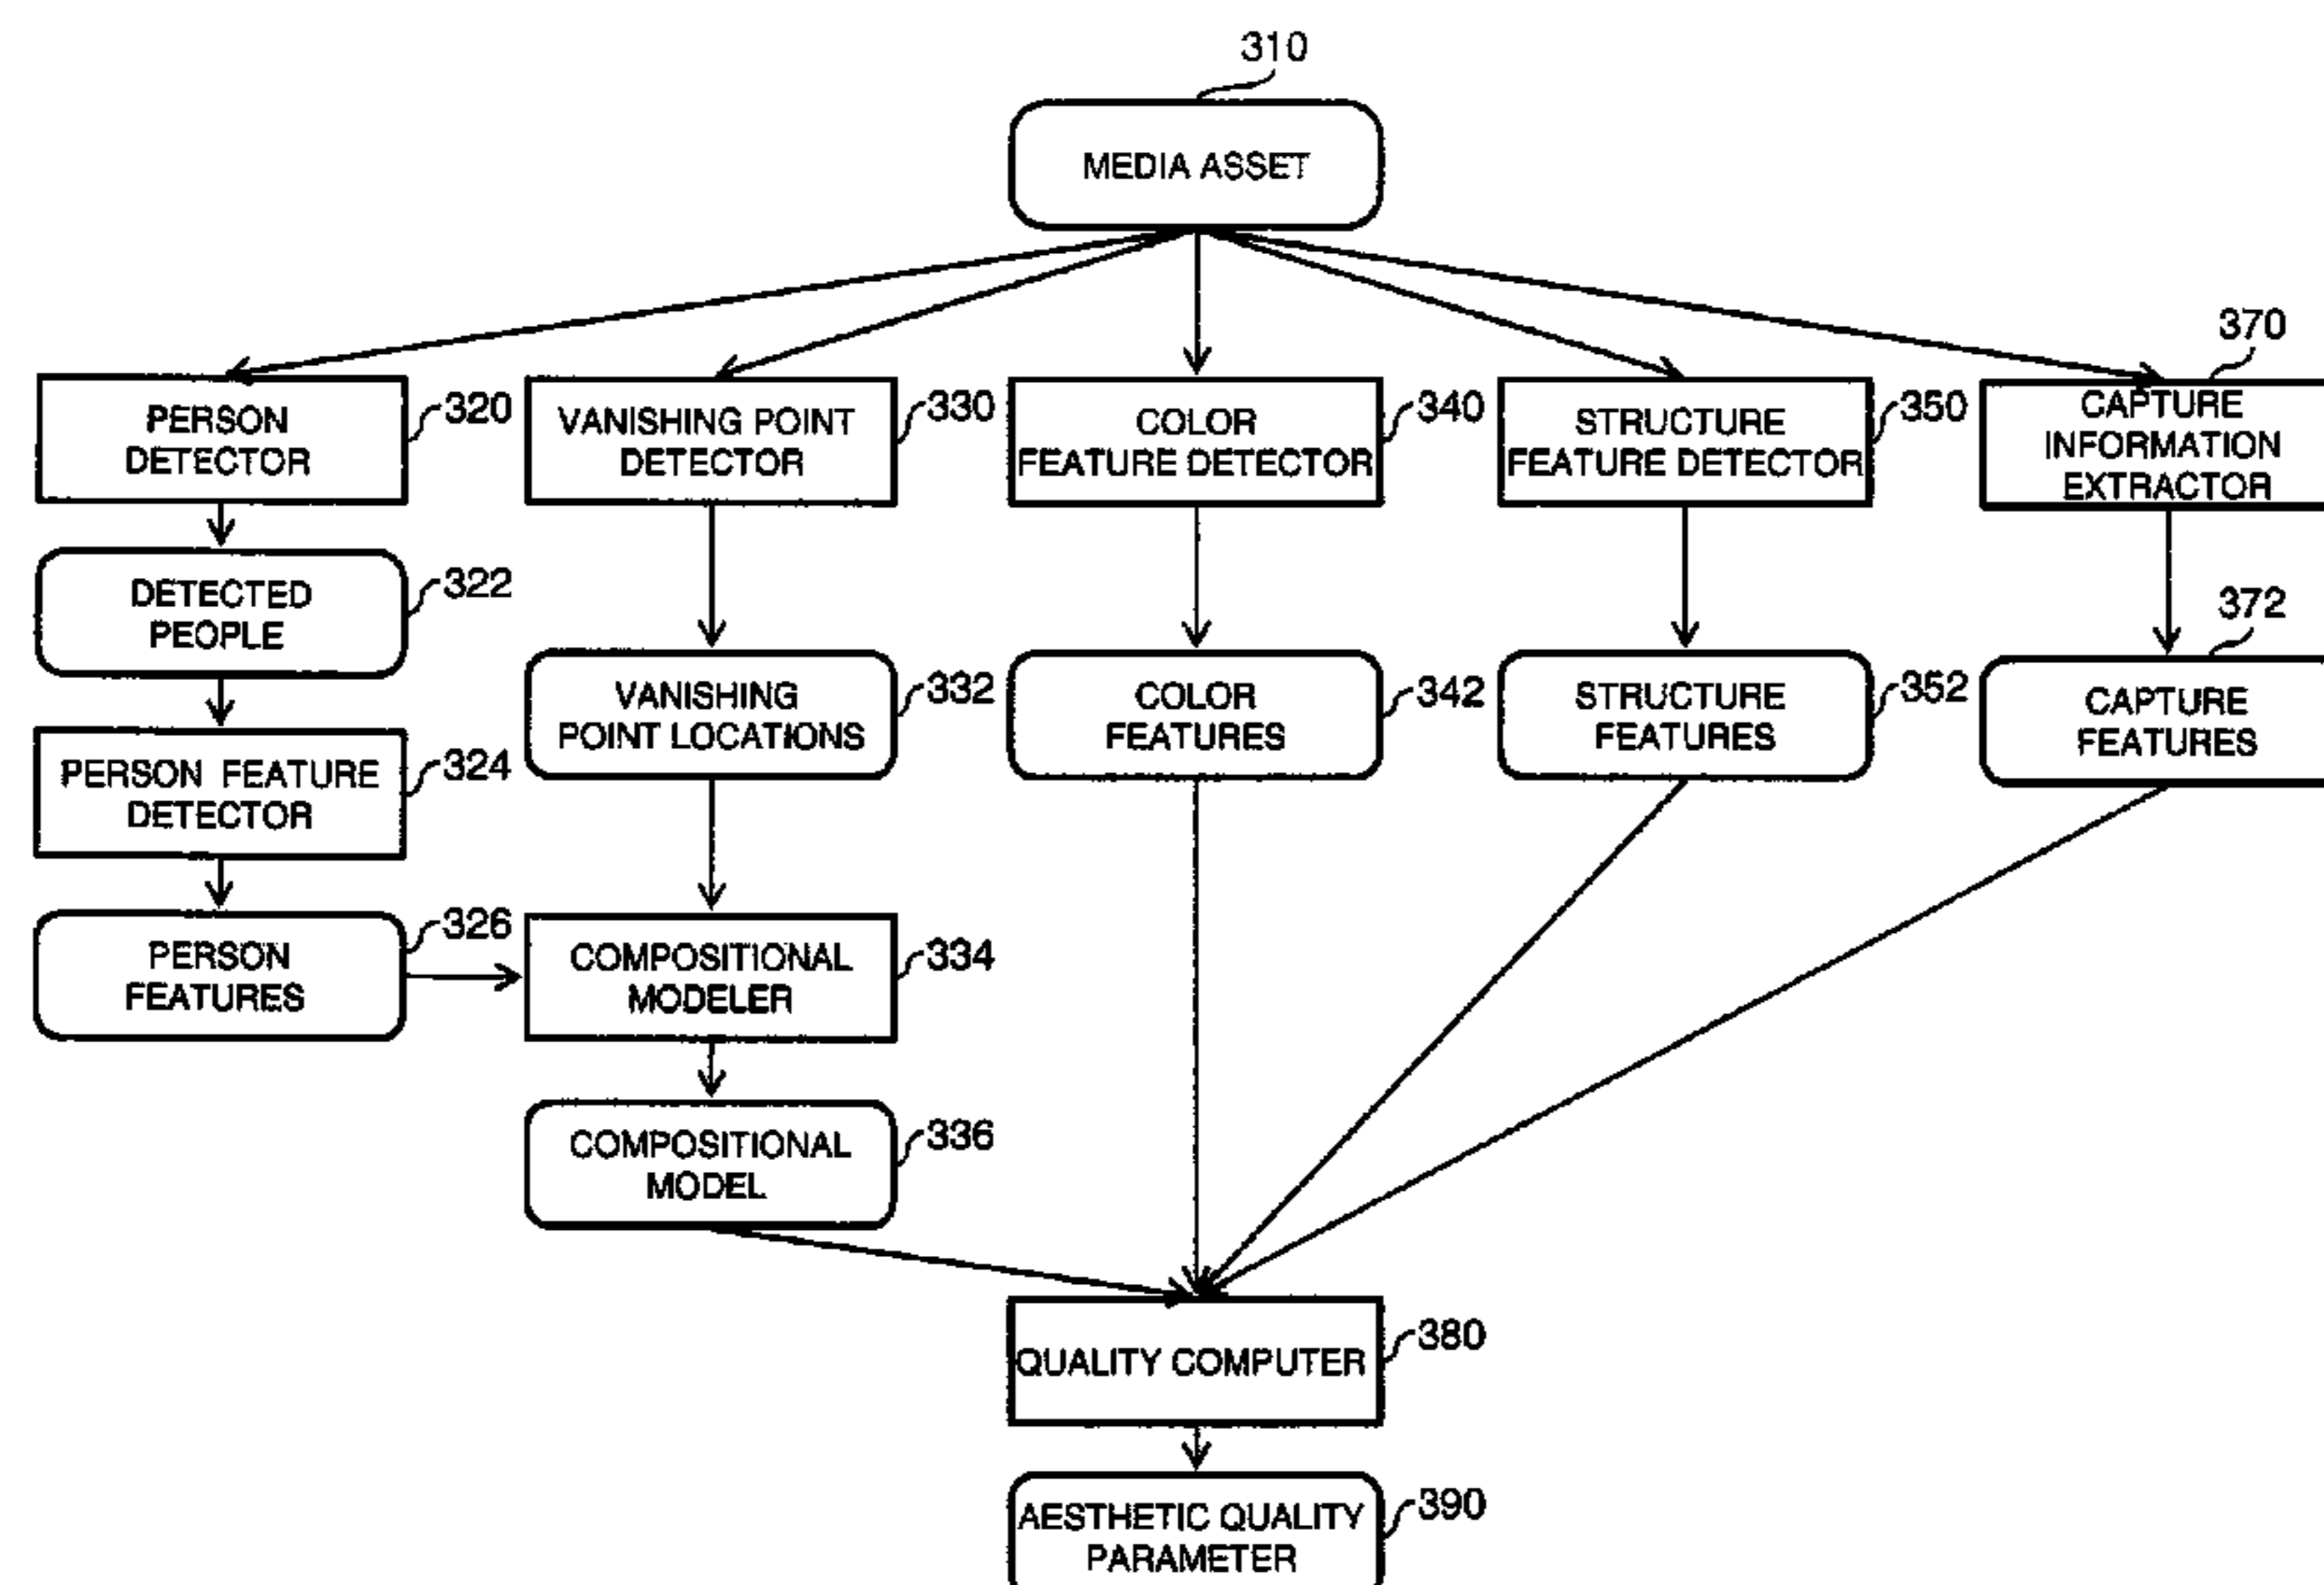 310
MEDIA ASSET
370
PERSON
DETECTOR
320
VANISHING POINT
DETECTOR
330
COLOR
FEATURE DETECTOR
340
STRUCTURE
FEATURE DETECTOR
350
CAPTURE
INFORMATION
EXTRACTOR
DETECTED
PEOPLE
322
372
VANISHING
POINT LOCATIONS
332
COLOR
FEATURES
342
STRUCTURE
FEATURES
352
CAPTURE
FEATURES
PERSON FEATURE
DETECTOR
324
PERSON
FEATURES
326
COMPOSITIONAL
MODELER
334
COMPOSITIONAL
MODEL
336
QUALITY COMPUTER
380
AESTHETIC QUALITY
PARAMETER
390